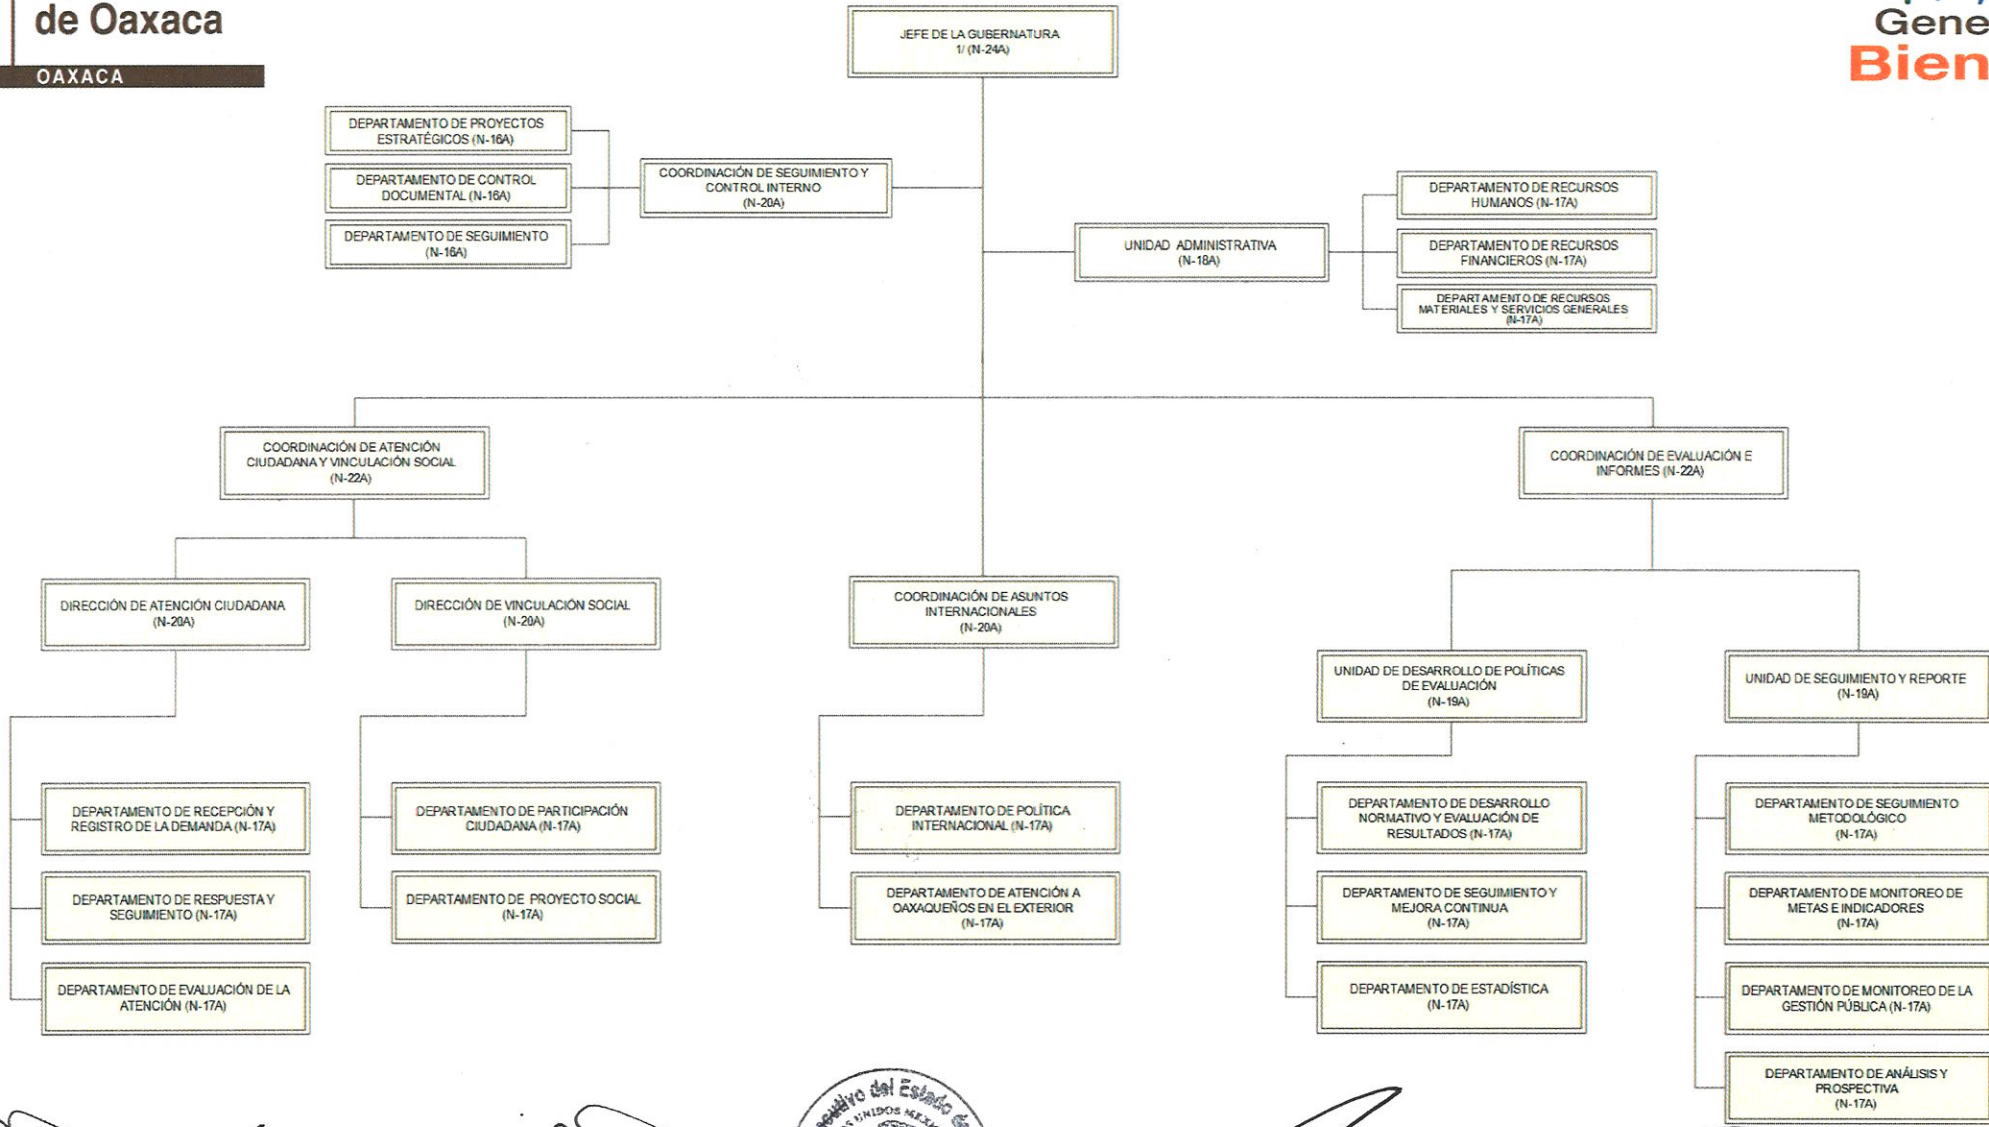 de Oaxaca
OAXACA
Gene
Bien
JEFE DE LA GUBERNATURA
1/ (N-24A)
DEPARTAMENTO DE PROYECTOS
ESTRATÉGICOS (N-16A)
DEPARTAMENTO DE CONTROL
DOCUMENTAL (N-16A)
DEPARTAMENTO DE SEGUIMIENTO
(N-16A)
COORDINACIÓN DE SEGUIMIENTO Y
CONTROL INTERNO
(N-20A)
UNIDAD ADMINISTRATIVA
(N-18A)
DEPARTAMENTO DE RECURSOS
HUMANOS (N-17A)
DEPARTAMENTO DE RECURSOS
FINANCIEROS (N-17A)
DEPARTAMENTO DE RECURSOS
MATERIALES Y SERVICIOS GENERALES
(N-17A)
COORDINACIÓN DE ATENCIÓN
CIUDADANA Y VINCULACIÓN SOCIAL
(N-22A)
COORDINACIÓN DE EVALUACIÓN E
INFORMES (N-22A)
DIRECCIÓN DE ATENCIÓN CIUDADANA
(N-20A)
DIRECCIÓN DE VINCULACIÓN SOCIAL
(N-20A)
COORDINACIÓN DE ASUNTOS
INTERNACIONALES
(N-20A)
UNIDAD DE DESARROLLO DE POLÍTICAS
DE EVALUACIÓN
(N-19A)
UNIDAD DE SEGUIMIENTO Y REPORTE
(N-19A)
DEPARTAMENTO DE RECEPCIÓN Y
REGISTRO DE LA DEMANDA (N-17A)
DEPARTAMENTO DE RESPUESTA Y
SEGUIMIENTO (N-17A)
DEPARTAMENTO DE EVALUACIÓN DE LA
ATENCIÓN (N-17A)
DEPARTAMENTO DE PARTICIPACIÓN
CIUDADANA (N-17A)
DEPARTAMENTO DE PROYECTO SOCIAL
(N-17A)
DEPARTAMENTO DE POLÍTICA
INTERNACIONAL (N-17A)
DEPARTAMENTO DE ATENCIÓN A
OAXAQUEÑOS EN EL EXTERIOR
(N-17A)
DEPARTAMENTO DE DESARROLLO
NORMATIVO Y EVALUACIÓN DE
RESULTADOS (N-17A)
DEPARTAMENTO DE SEGUIMIENTO Y
MEJORA CONTINUA
(N-17A)
DEPARTAMENTO DE ESTADÍSTICA
(N-17A)
DEPARTAMENTO DE SEGUIMIENTO
METODOLÓGICO
(N-17A)
DEPARTAMENTO DE MONITOREO DE
METAS E INDICADORES
(N-17A)
DEPARTAMENTO DE MONITOREO DE LA
GESTIÓN PÚBLICA (N-17A)
DEPARTAMENTO DE ANÁLISIS Y
PROSPECTIVA
(N-17A)
del Estado
UNIDOS